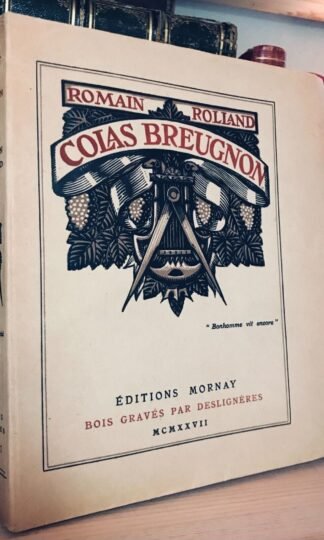 ROMAIN ROLLAND
COLAS BREUGNON
"Bonhomme vit encore"
ÉDITIONS MORNAY
BOIS GRAVÉS PAR DESLIGNÈRES
MCMXXVII